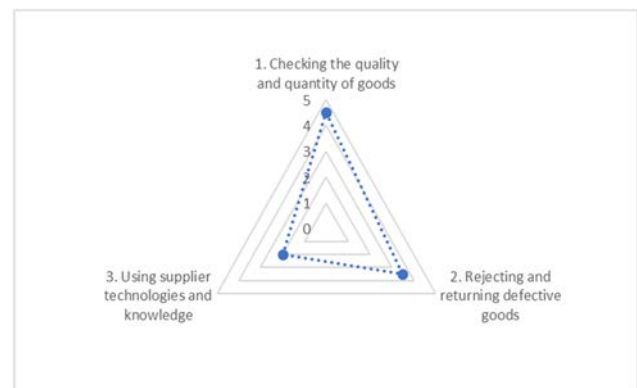 1. Checking the quality
and quantity of goods
5
4
3
2
1
0
3. Using supplier
technologies and
knowledge
2. Rejecting and
returning defective
goods